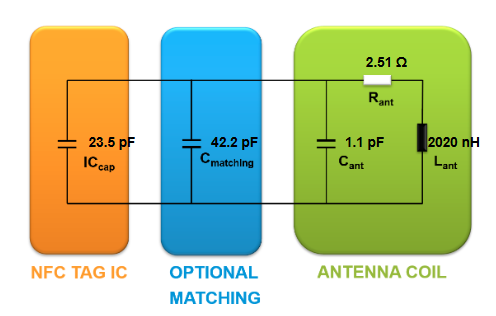 2.51 Ω
Rant
23.5 pF
ICcap
42.2 pF
Cmatching
1.1 pF
Cant
2020 nH
Lant
NFC TAG IC
OPTIONAL
MATCHING
ANTENNA COIL